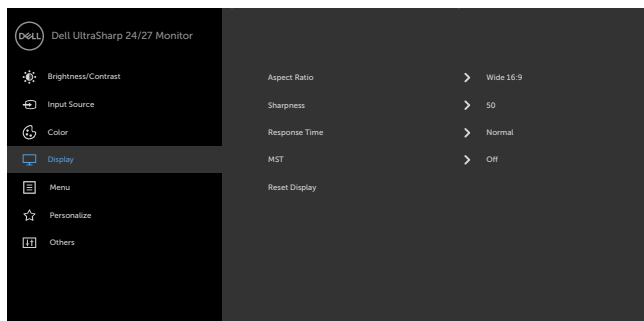 DELL Dell UltraSharp 24/27 Monitor
Brightness/Contrast
Input Source
Color
Display
Menu
Personalize
Others
Aspect Ratio Wide 16:9
Sharpness 50
Response Time Normal
MST Off
Reset Display